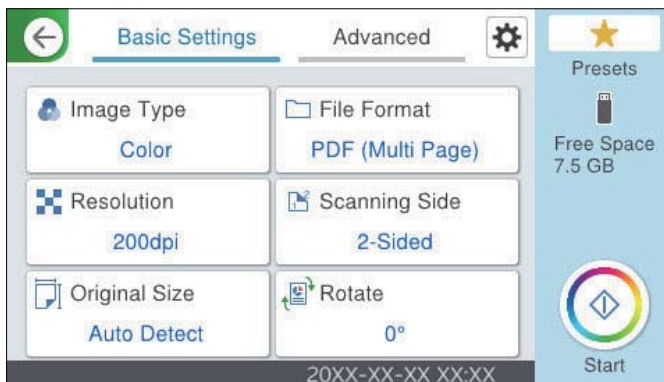 Basic Settings
Advanced
Presets
Image Type
Color
File Format
PDF (Multi Page)
Free Space
7.5 GB
Resolution
200dpi
Scanning Side
2-Sided
Original Size
Auto Detect
Rotate
0°
Start
20XX-XX-XX XX:XX